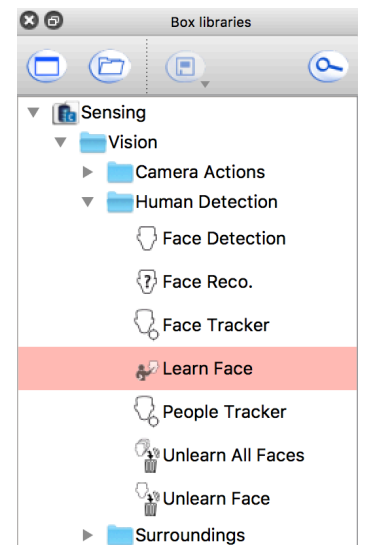 Box libraries
Sensing
Vision
Camera Actions
Human Detection
Face Detection
? Face Reco.
Face Tracker
Learn Face
People Tracker
Unlearn All Faces
Unlearn Face
Surroundings